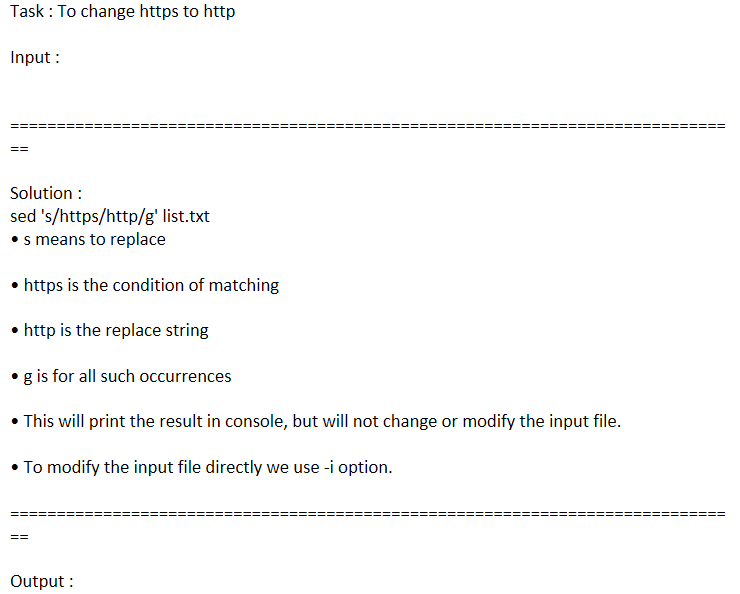 Task : To change https to http
Input :
=============================================================================
==
Solution :
sed 's/https/http/g' list.txt
• s means to replace
• https is the condition of matching
• http is the replace string
• g is for all such occurrences
• This will print the result in console, but will not change or modify the input file.
• To modify the input file directly we use -i option.
=============================================================================
==
Output :